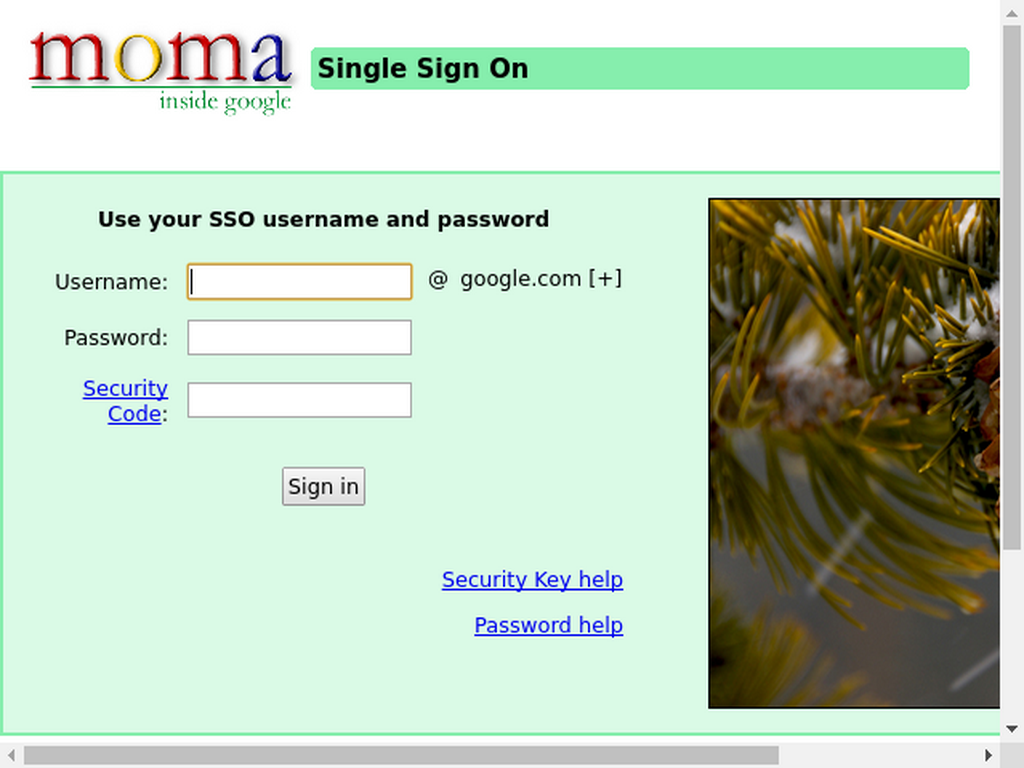 moma
inside google
Single Sign On
Use your SSO username and password
Username:
@ google.com [+]
Password:
Security
Code:
Sign in
Security Key help
Password help